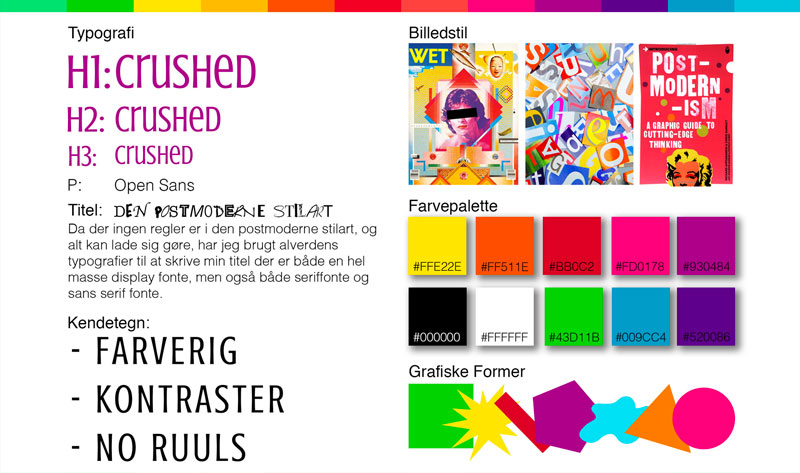 Typografi
H1: Crushed
H2: Crushed
H3: Crushed
P: Open Sans
Titel: DEN POSTMODERNE STILART
Da der ingen regler er i den postmoderne stilart, og
alt kan lade sig gøre, har jeg brugt alverdens
typografier til at skrive min titel der er både en hel
masse display fonte, men også både seriffonte og
sans serif fonte.
Kendetegn:
- FARVERIG
- KONTRASTER
- NO RUULS
Billedstil
WET
INTRODUCING
POST-
MODERN
-ISM
A GRAPHIC GUIDE TO
CUTTING-EDGE
THINKING
Farvepalette
#FFE22E
#FF511E
#BB0C2
#FD0178
#930484
#000000
#FFFFFF
#43D11B
#009CC4
#520086
Grafiske Former